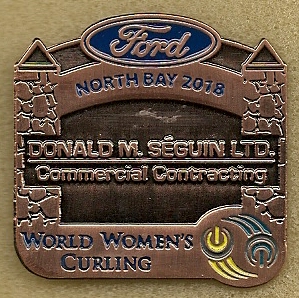 Ford
NORTH BAY 2018
DONALD M. SÉGUIN LTD.
Commercial Contracting
WORLD WOMEN'S
CURLING